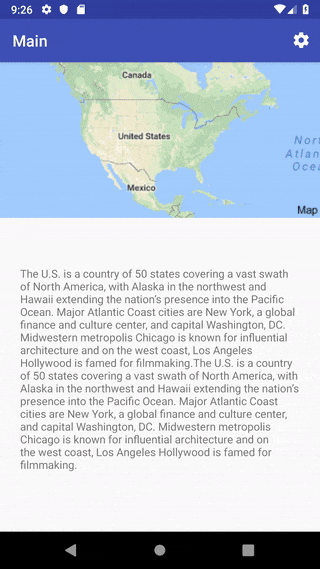 9:26
Main
Canada
United States
Mexico
Nort
Atlan
Ocea
Map
The U.S. is a country of 50 states covering a vast swath
of North America, with Alaska in the northwest and
Hawaii extending the nation's presence into the Pacific
Ocean. Major Atlantic Coast cities are New York, a global
finance and culture center, and capital Washington, DC.
Midwestern metropolis Chicago is known for influential
architecture and on the west coast, Los Angeles
Hollywood is famed for filmmaking.The U.S. is a country
of 50 states covering a vast swath of North America, with
Alaska in the northwest and Hawaii extending the nation's
presence into the Pacific Ocean. Major Atlantic Coast
cities are New York, a global finance and culture center,
and capital Washington, DC. Midwestern metropolis
Chicago is known for influential architecture and on
the west coast, Los Angeles Hollywood is famed for
filmmaking.